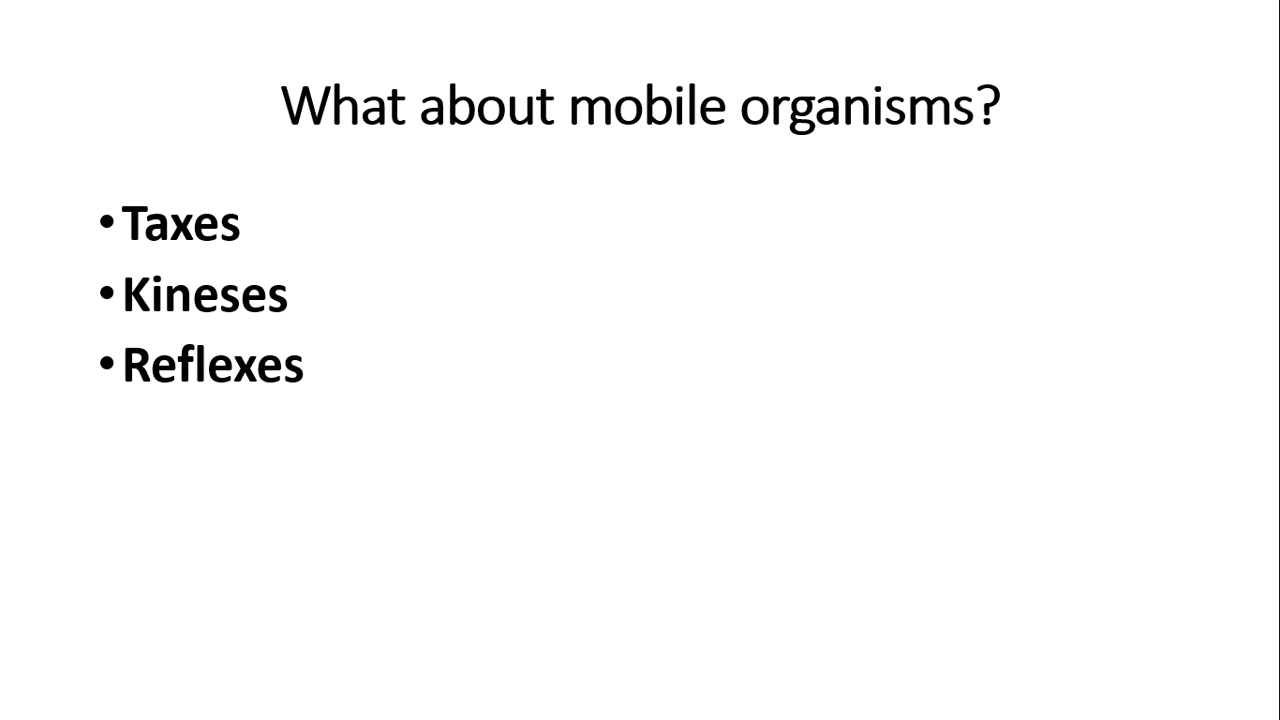 What about mobile organisms?
• Taxes
• Kineses
• Reflexes